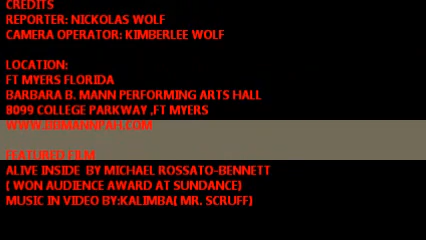 CREDITS
REPORTER: NICKOLAS WOLF
CAMERA OPERATOR: KIMBERLEE WOLF
LOCATION:
FT MYERS FLORIDA
BARBARA B. MANN PERFORMING ARTS HALL
8099 COLLEGE PARKWAY ,FT MYERS
WWW.BBMANNPAH.COM
FEATURED FILM
ALIVE INSIDE BY MICHAEL ROSSATO-BENNETT
( WON AUDIENCE AWARD AT SUNDANCE)
MUSIC IN VIDEO BY:KALIMBA( MR. SCRUFF)